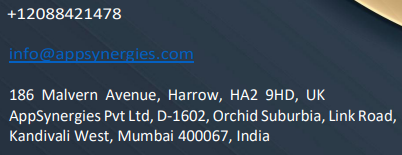 +12088421478
info@appsynergies.com
186 Malvern Avenue, Harrow, HA2 9HD, UK
AppSynergies Pvt Ltd, D-1602, Orchid Suburbia, Link Road,
Kandivali West, Mumbai 400067, India